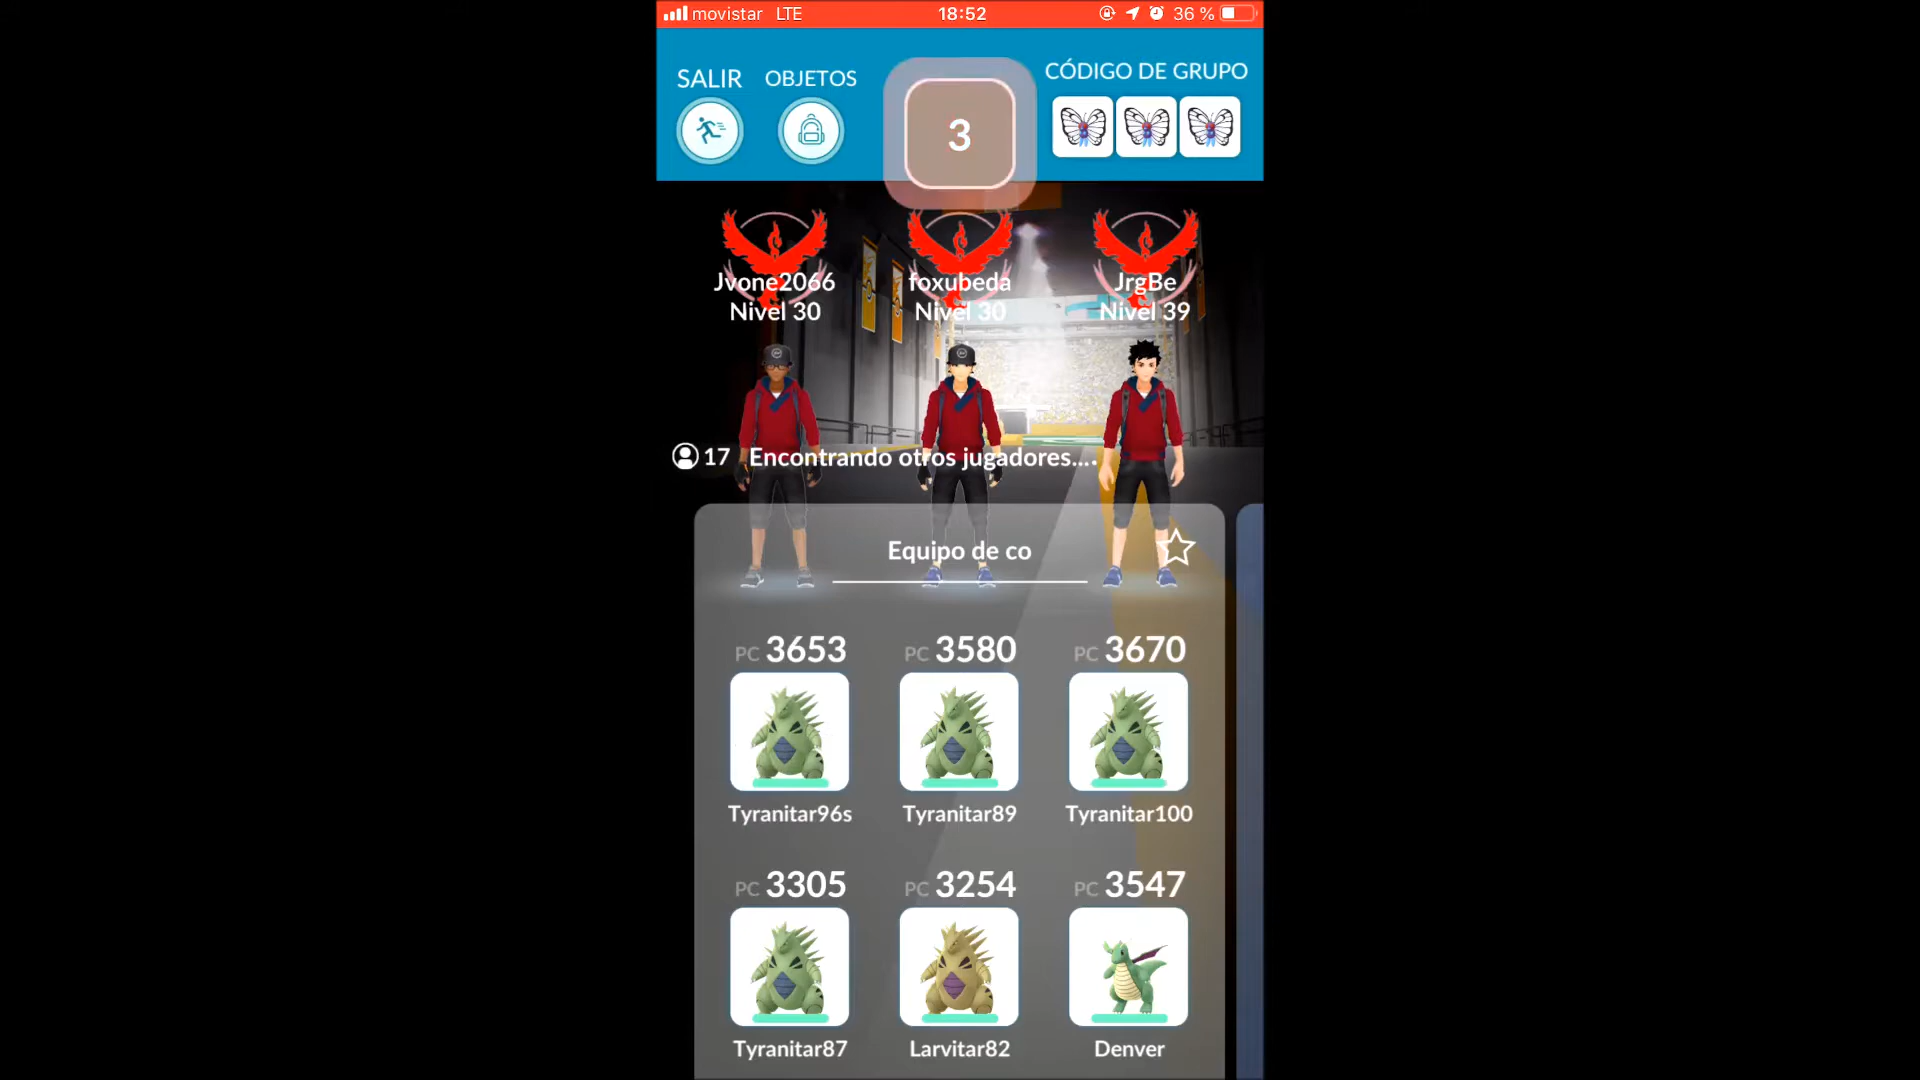 movistar LTE 18:52 36 %
SALIR OBJETOS 3 CÓDIGO DE GRUPO
Jvone2066 foxubeda JrgBe
Nivel 30 Nivel 30 Nivel 39
17 Encontrando otros jugadores....
Equipo de co
PC 3653 PC 3580 PC 3670
Tyranitar96s Tyranitar89 Tyranitar100
PC 3305 PC 3254 PC 3547
Tyranitar87 Larvitar82 Denver